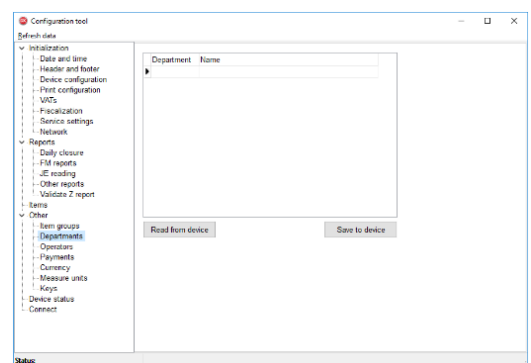 Configuration tool
Refresh data
Initialization
Date and time
Header and footer
Device configuration
Print configuration
VATs
Fiscalization
Service settings
Network
Reports
Daily closure
FM reports
JE reading
Other reports
Validate Z report
Items
Other
Item groups
Departments
Operators
Payments
Currency
Measure units
Keys
Device status
Connect
Department Name
Read from device Save to device
Status: